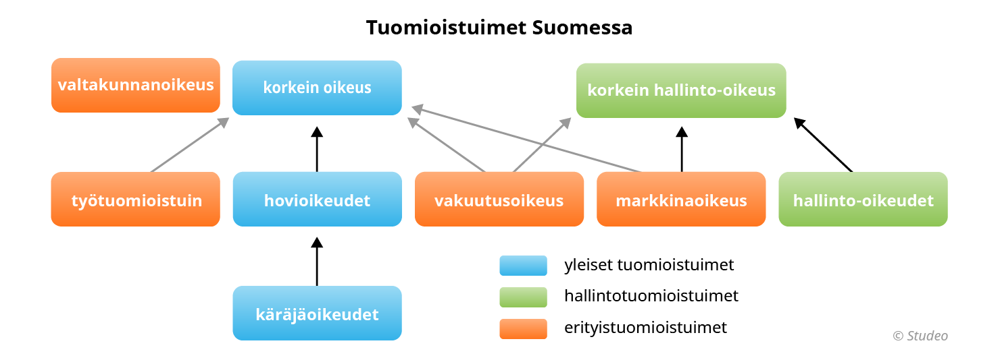 Tuomioistuimet Suomessa
valtakunnanoikeus
korkein oikeus
korkein hallinto-oikeus
työtuomioistuin
hovioikeudet
vakuutusoikeus
markkinaoikeus
hallinto-oikeudet
käräjäoikeudet
yleiset tuomioistuimet
hallintotuomioistuimet
erityistuomioistuimet
© Studeo